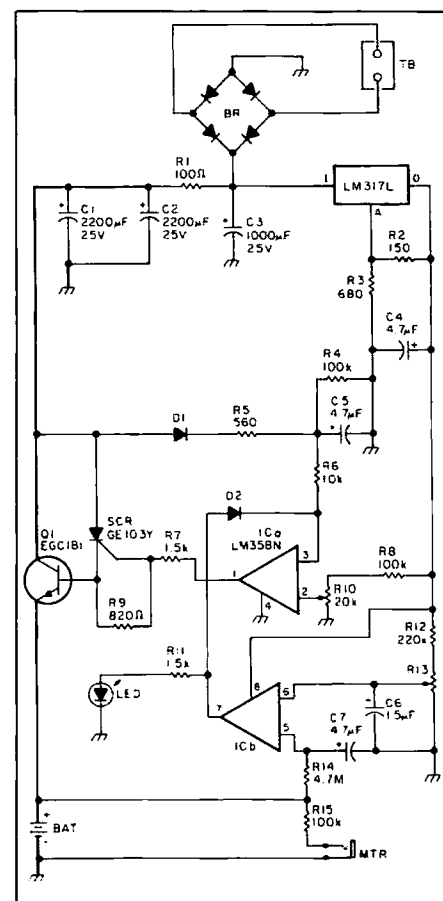 TB
BR
R1
100Ω
I
LM317L
O
A
C1
2200µF
25V
C2
2200µF
25V
C3
1000µF
25V
R2
150
R3
680
C4
4.7µF
R4
100k
D1
R5
560
C5
4.7µF
R6
10k
D2
SCR
GE103Y
Q1
EGC181
R7
1.5k
ICa
LM358N
3
1
2
4
R8
100k
R10
20k
R9
820Ω
R12
220k
R11
1.5k
R13
8
6
7
5
LED
C6
1.5µF
C7
4.7µF
ICb
R14
4.7M
R15
100k
BAT
MTR